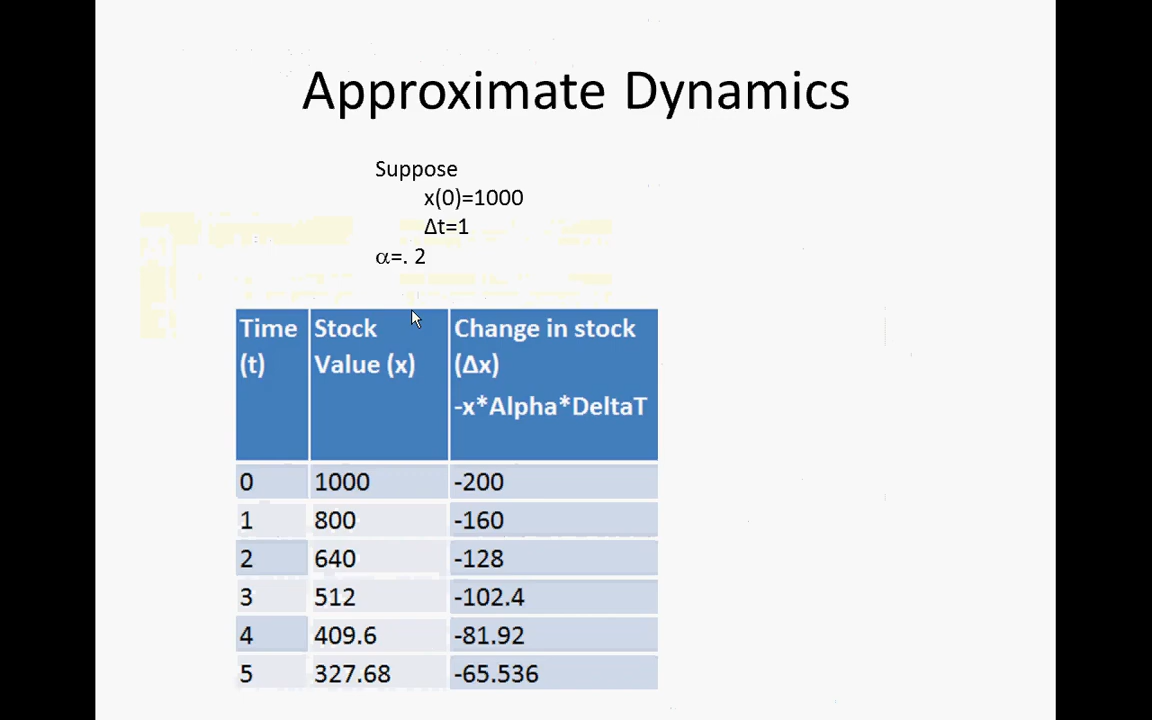 Approximate Dynamics
Suppose
x(0)=1000
Δt=1
α=. 2
Time (t)
Stock Value (x)
Change in stock (Δx)
-x*Alpha*DeltaT
0 1000 -200
1 800 -160
2 640 -128
3 512 -102.4
4 409.6 -81.92
5 327.68 -65.536